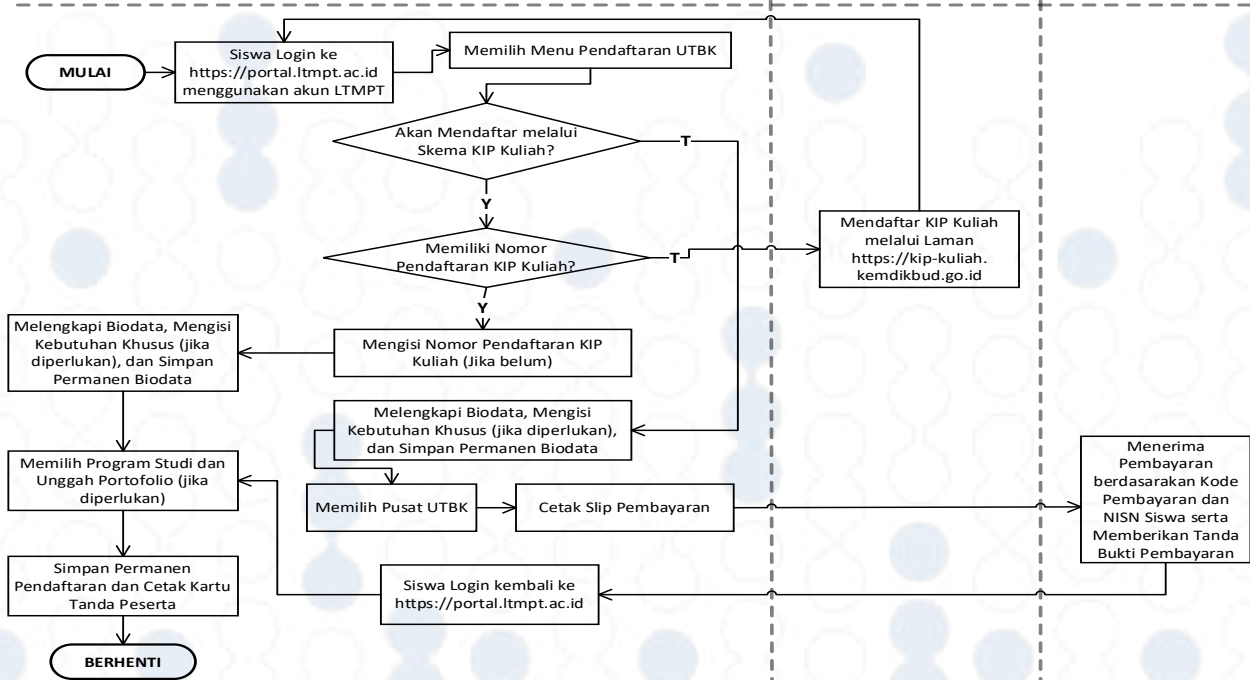 MULAI
Siswa Login ke
https://portal.ltmpt.ac.id
menggunakan akun LTMPT
Memilih Menu Pendaftaran UTBK
Akan Mendaftar melalui
Skema KIP Kuliah?
T
Y
Memiliki Nomor
Pendaftaran KIP Kuliah?
T
Mendaftar KIP Kuliah
melalui Laman
https://kip-kuliah.
kemdikbud.go.id
Y
Mengisi Nomor Pendaftaran KIP
Kuliah (Jika belum)
Melengkapi Biodata, Mengisi
Kebutuhan Khusus (jika
diperlukan), dan Simpan
Permanen Biodata
Melengkapi Biodata, Mengisi
Kebutuhan Khusus (jika diperlukan),
dan Simpan Permanen Biodata
Memilih Program Studi dan
Unggah Portofolio (jika
diperlukan)
Memilih Pusat UTBK
Cetak Slip Pembayaran
Menerima
Pembayaran
berdasarakan Kode
Pembayaran dan
NISN Siswa serta
Memberikan Tanda
Bukti Pembayaran
Simpan Permanen
Pendaftaran dan Cetak Kartu
Tanda Peserta
Siswa Login kembali ke
https://portal.ltmpt.ac.id
BERHENTI